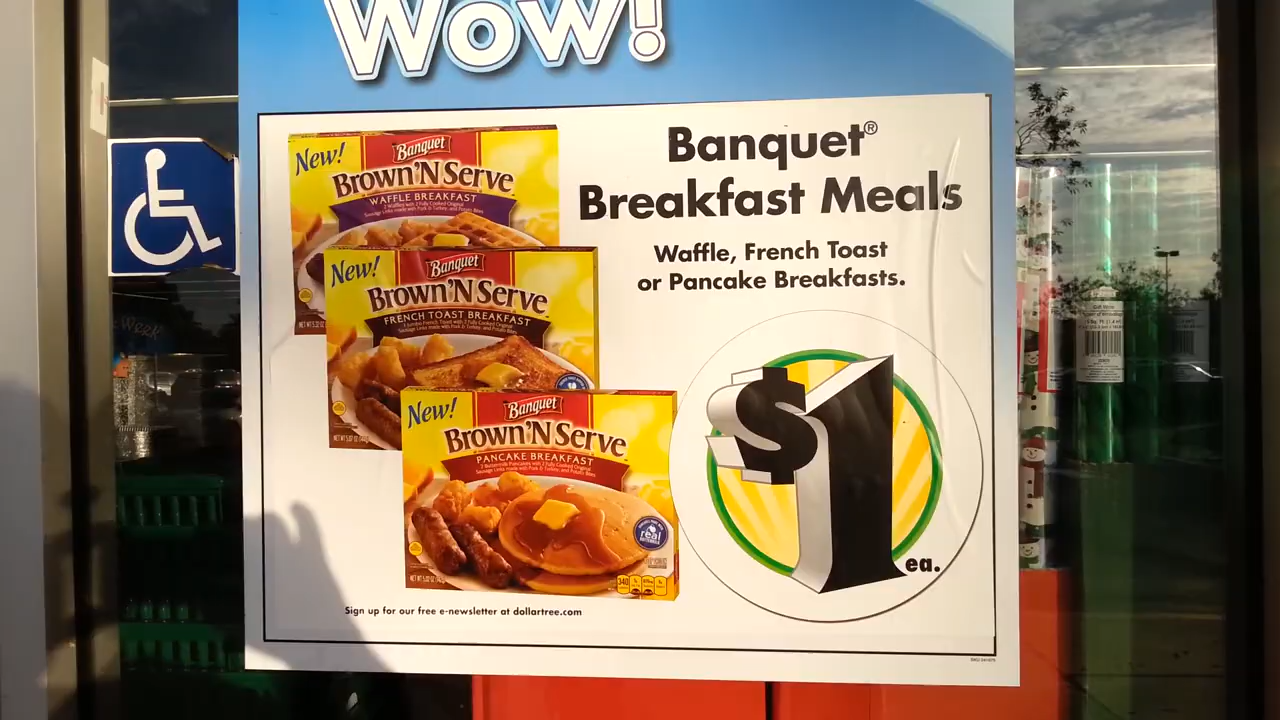 Wow!
Banquet®
Breakfast Meals
Waffle, French Toast
or Pancake Breakfasts.
New!
Banquet
Brown'N Serve
WAFFLE BREAKFAST
New!
Banquet
Brown'N Serve
FRENCH TOAST BREAKFAST
New!
Banquet
Brown'N Serve
PANCAKE BREAKFAST
real
340
$1
ea.
Sign up for our free e-newsletter at dollartree.com